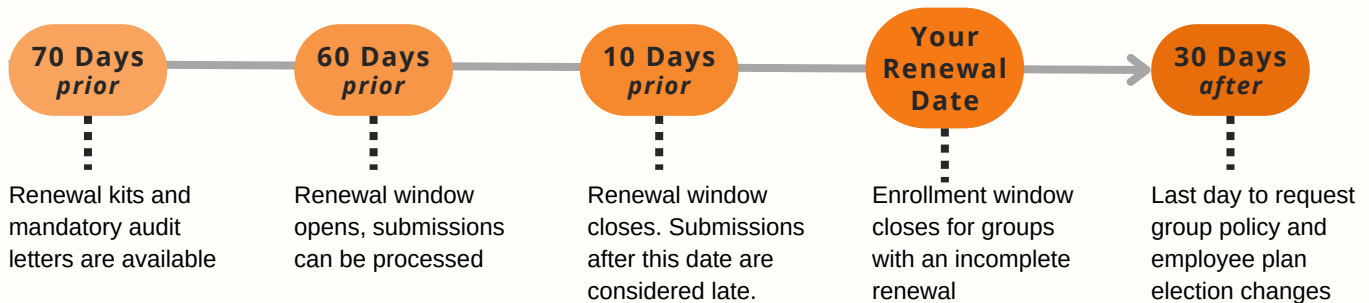 70 Days
prior
60 Days
prior
10 Days
prior
Your
Renewal
Date
30 Days
after
Renewal kits and
mandatory audit
letters are available
Renewal window
opens, submissions
can be processed
Renewal window
closes. Submissions
after this date are
considered late.
Enrollment window
closes for groups
with an incomplete
renewal
Last day to request
group policy and
employee plan
election changes